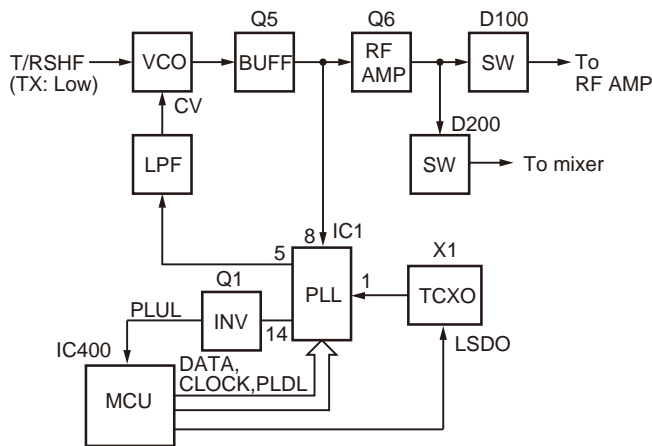 Q5
Q6
D100
T/RSHF
(TX: Low)
VCO
BUFF
RF
AMP
SW
To
RF AMP
CV
D200
LPF
SW
To mixer
8
IC1
5
X1
Q1
PLL
1
TCXO
PLUL
INV
14
LSDO
IC400
DATA,
CLOCK,PLDL
MCU